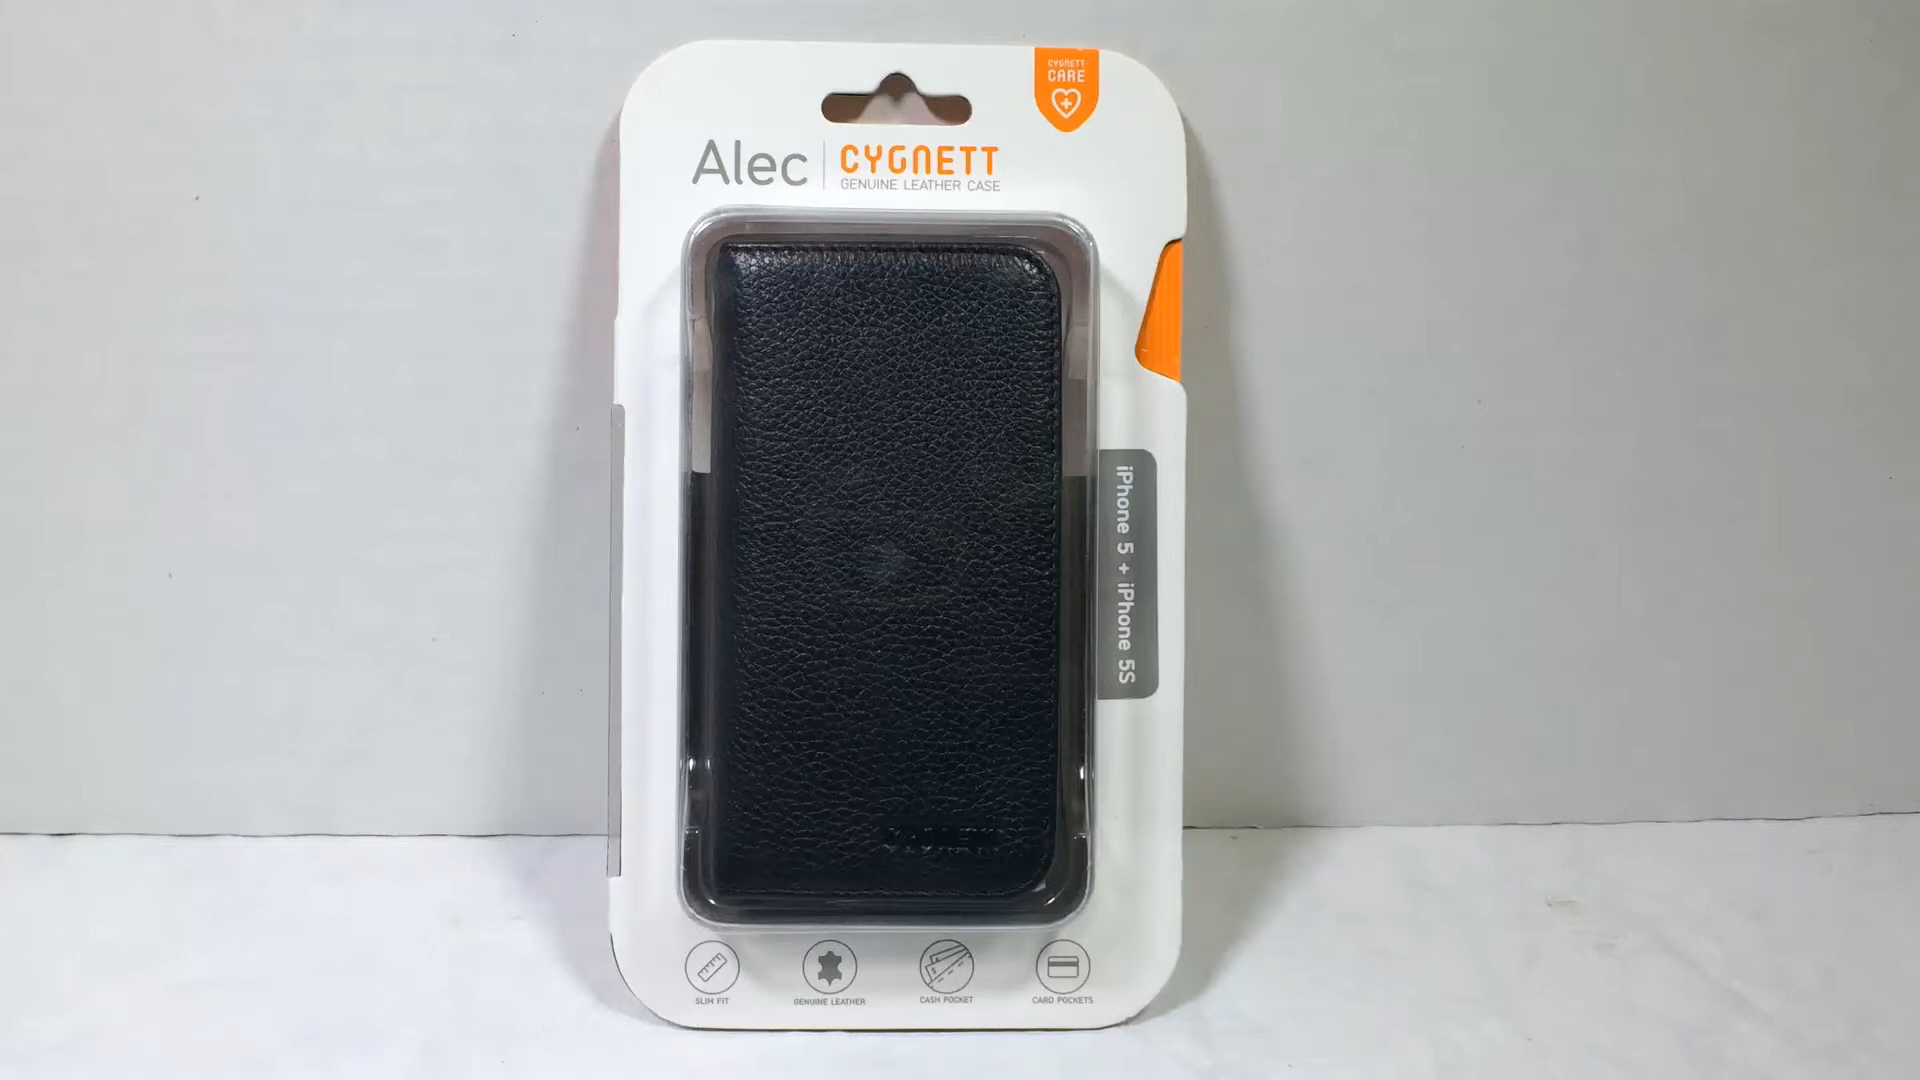 CYGNETT
CARE
Alec
CYGNETT
GENUINE LEATHER CASE
iPhone 5 + iPhone 5S
SLIM FIT
GENUINE LEATHER
CASH POCKET
CARD POCKETS